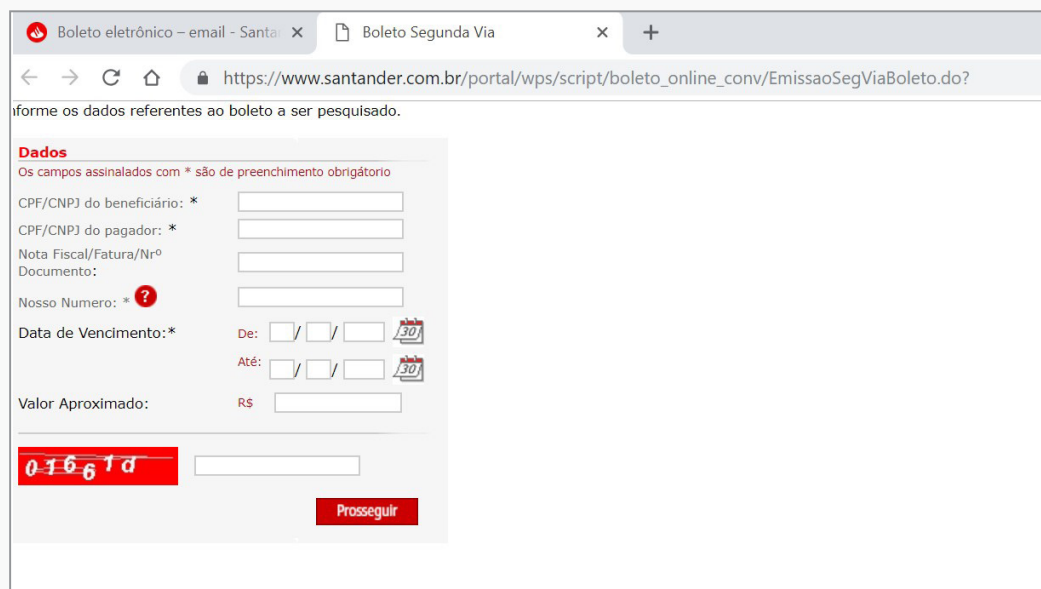 Boleto eletrônico – email - Santa
Boleto Segunda Via
https://www.santander.com.br/portal/wps/script/boleto_online_conv/EmissaoSegViaBoleto.do?
nforme os dados referentes ao boleto a ser pesquisado.
Dados
Os campos assinalados com * são de preenchimento obrigátorio
CPF/CNPJ do beneficiário: *
CPF/CNPJ do pagador: *
Nota Fiscal/Fatura/Nrº
Documento:
Nosso Numero: * ?
Data de Vencimento:* De: / / 30
Até: / / 30
Valor Aproximado: R$
01661d
Prosseguir